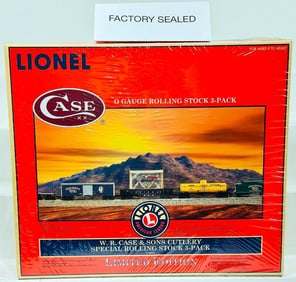 FACTORY SEALED
LIONEL
CASE
XX
O GAUGE ROLLING STOCK 3-PACK
LIONEL
L
W. R. CASE & SONS CUTLERY
SPECIAL ROLLING STOCK 3-PACK
LIMITED EDITION